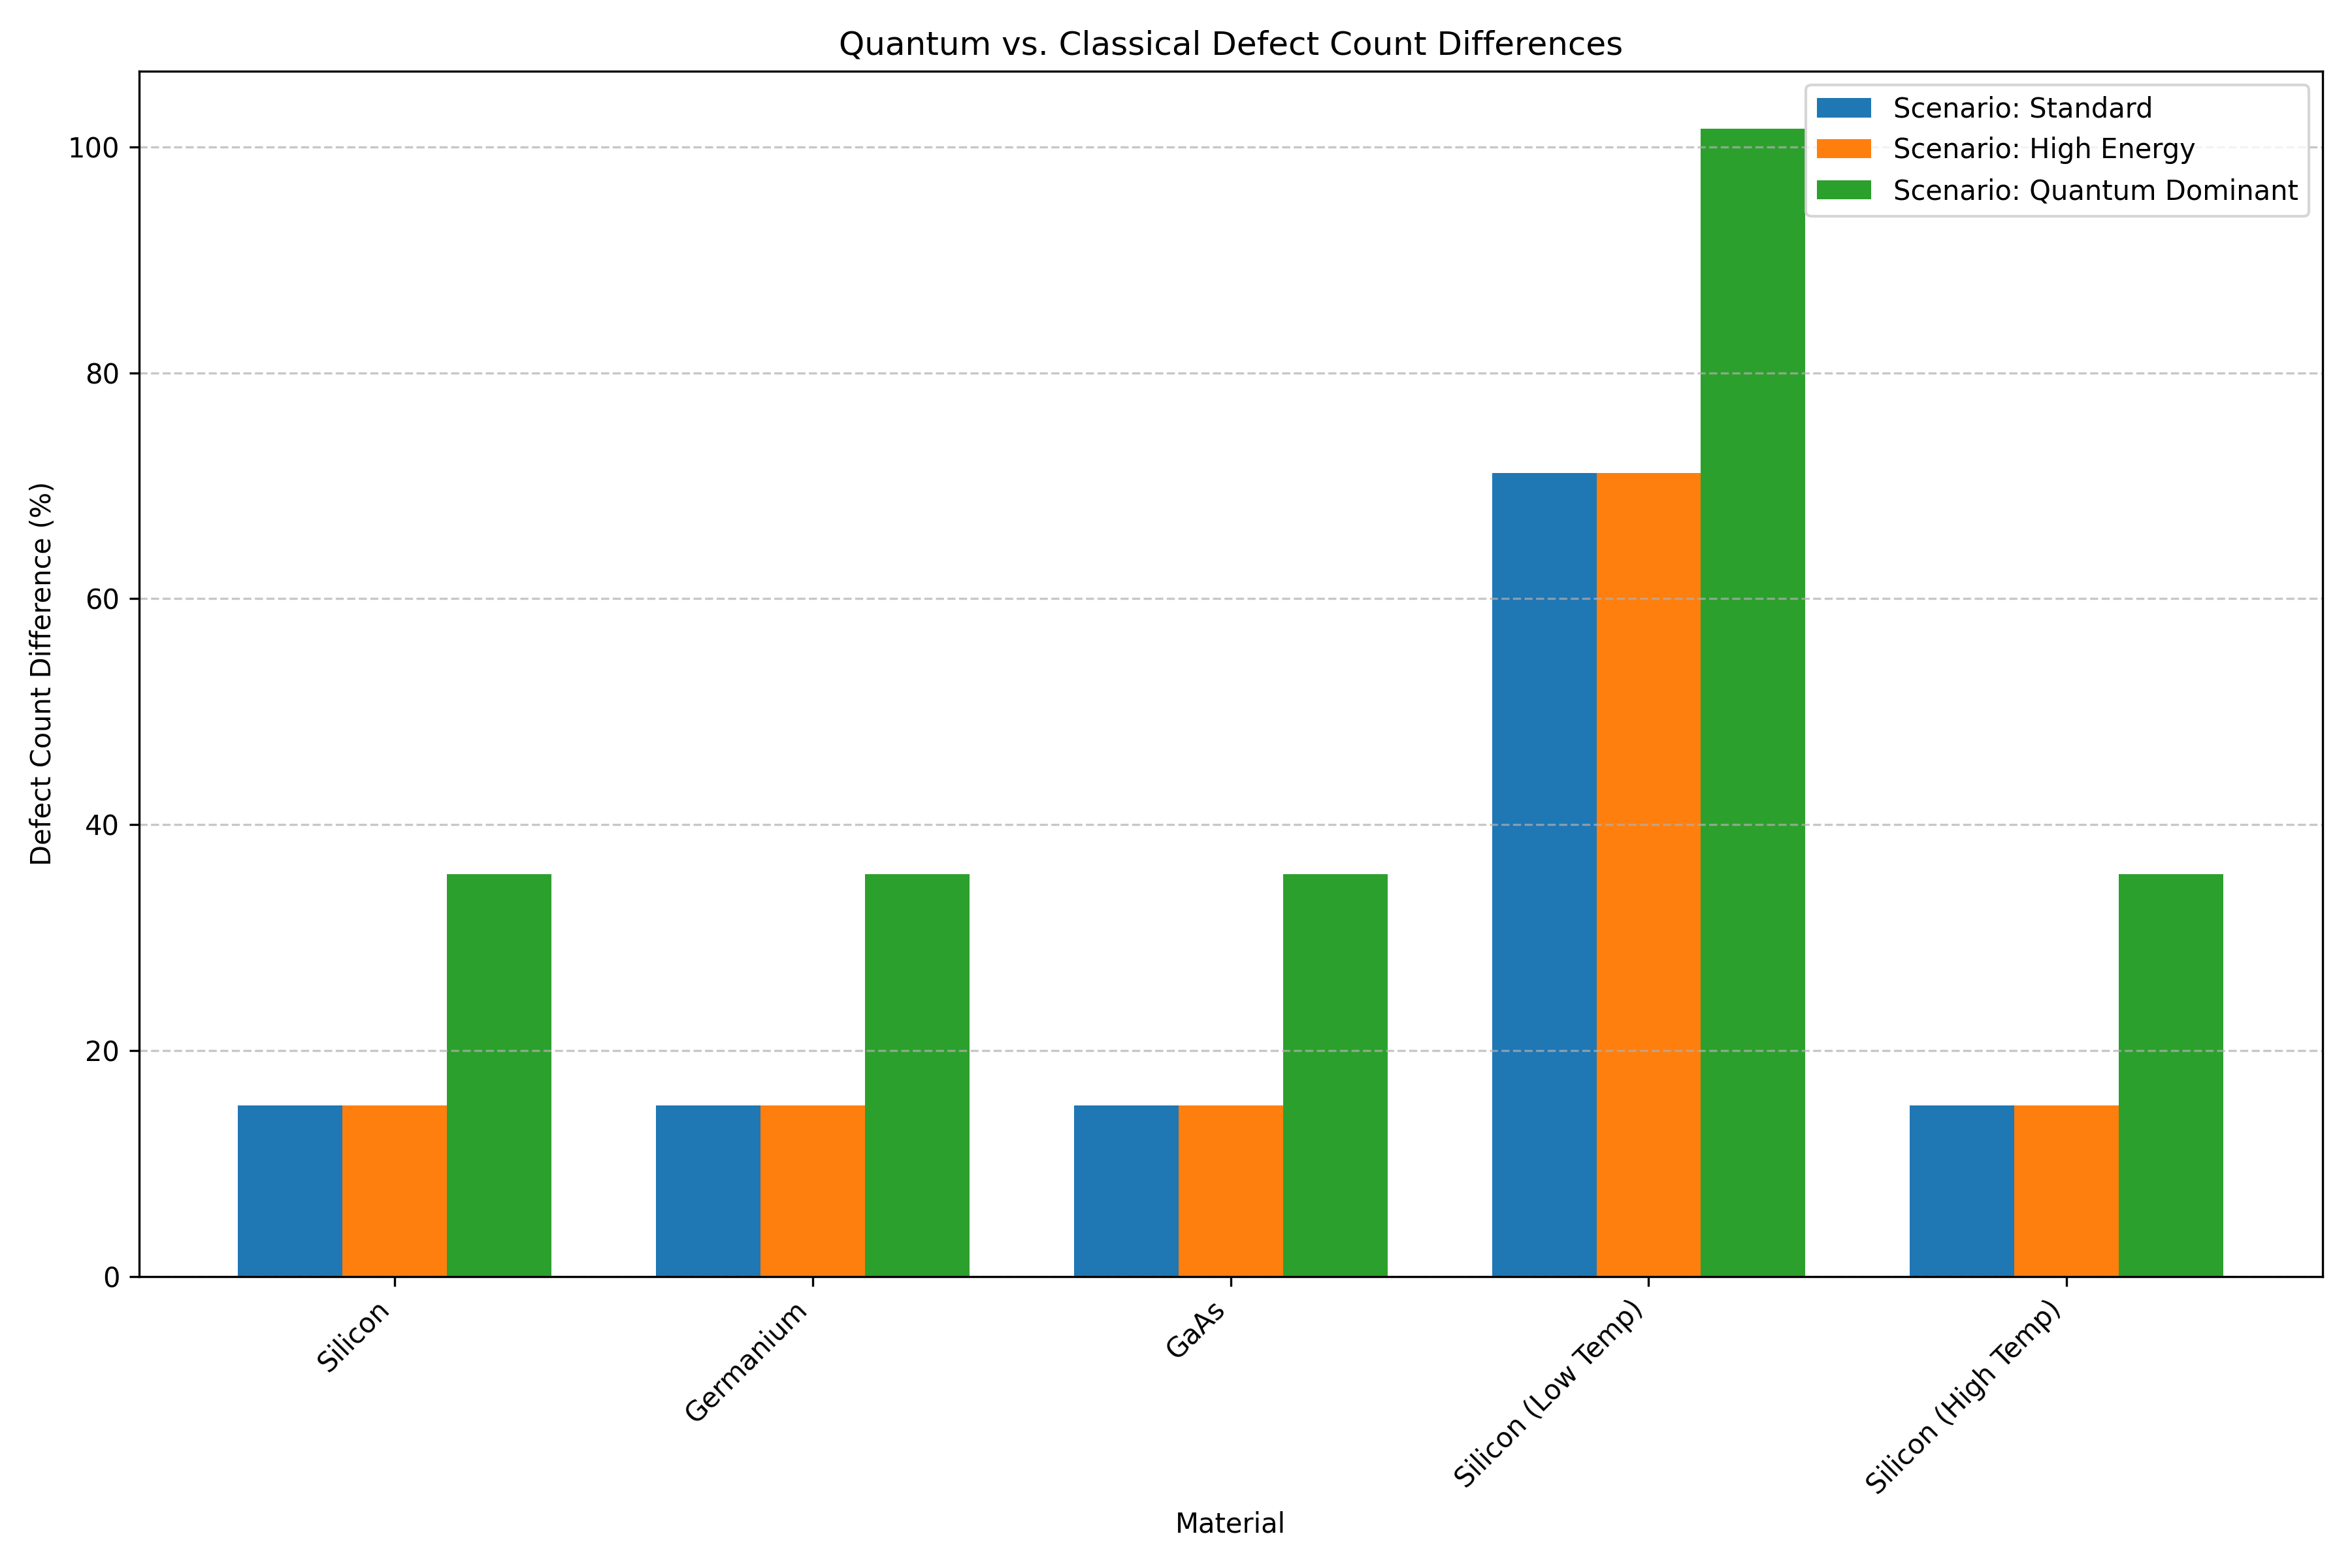 Quantum vs. Classical Defect Count Differences
Scenario: Standard
Scenario: High Energy
Scenario: Quantum Dominant
Defect Count Difference (%)
100
80
60
40
20
0
Silicon
Germanium
GaAs
Silicon (Low Temp)
Silicon (High Temp)
Material